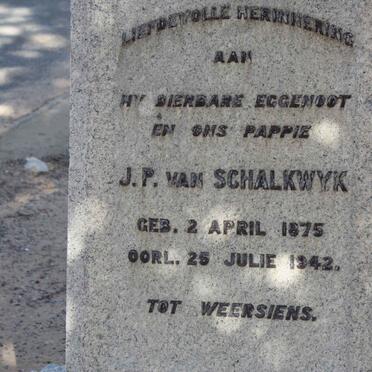 LIEFDEVOLLE HERINNERING
AAN
MY DIERBARE EGGENOOT
EN ONS PAPPIE
J.P. VAN SCHALKWYK
GEB. 2 APRIL 1875
OORL. 25 JULIE 1942.
TOT WEERSIENS.